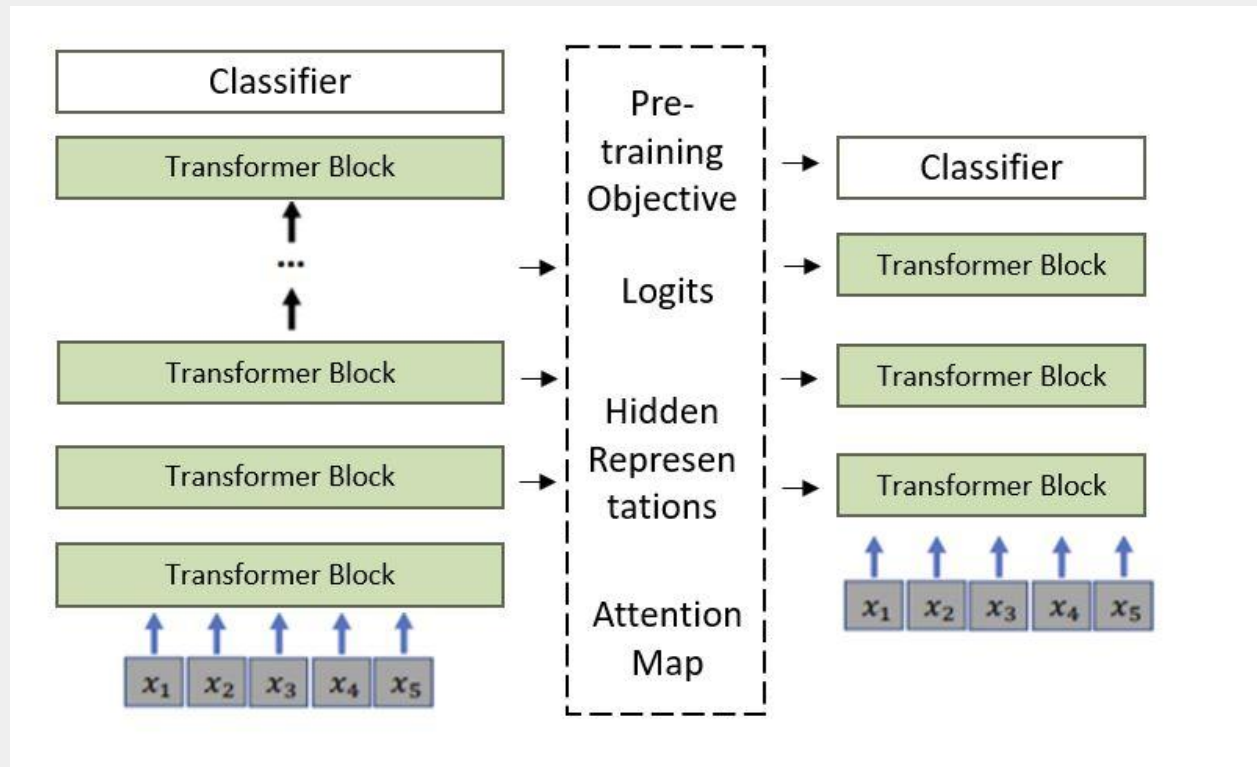 Classifier
Transformer Block
...
Transformer Block
Transformer Block
Transformer Block
x₁ x₂ x₃ x₄ x₅
Pre-
training
Objective
Logits
Hidden
Represen
tations
Attention
Map
Classifier
Transformer Block
Transformer Block
Transformer Block
x₁ x₂ x₃ x₄ x₅